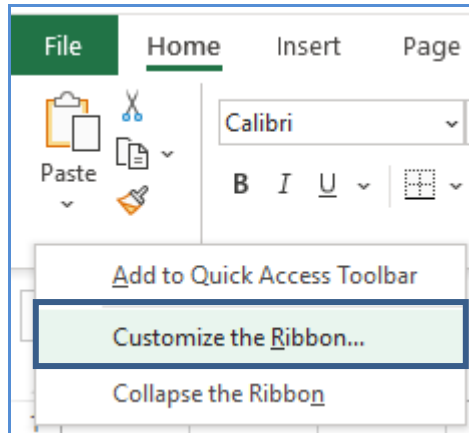 File Home Insert Page
Calibri
Paste
B I U
Add to Quick Access Toolbar
Customize the Ribbon...
Collapse the Ribbon